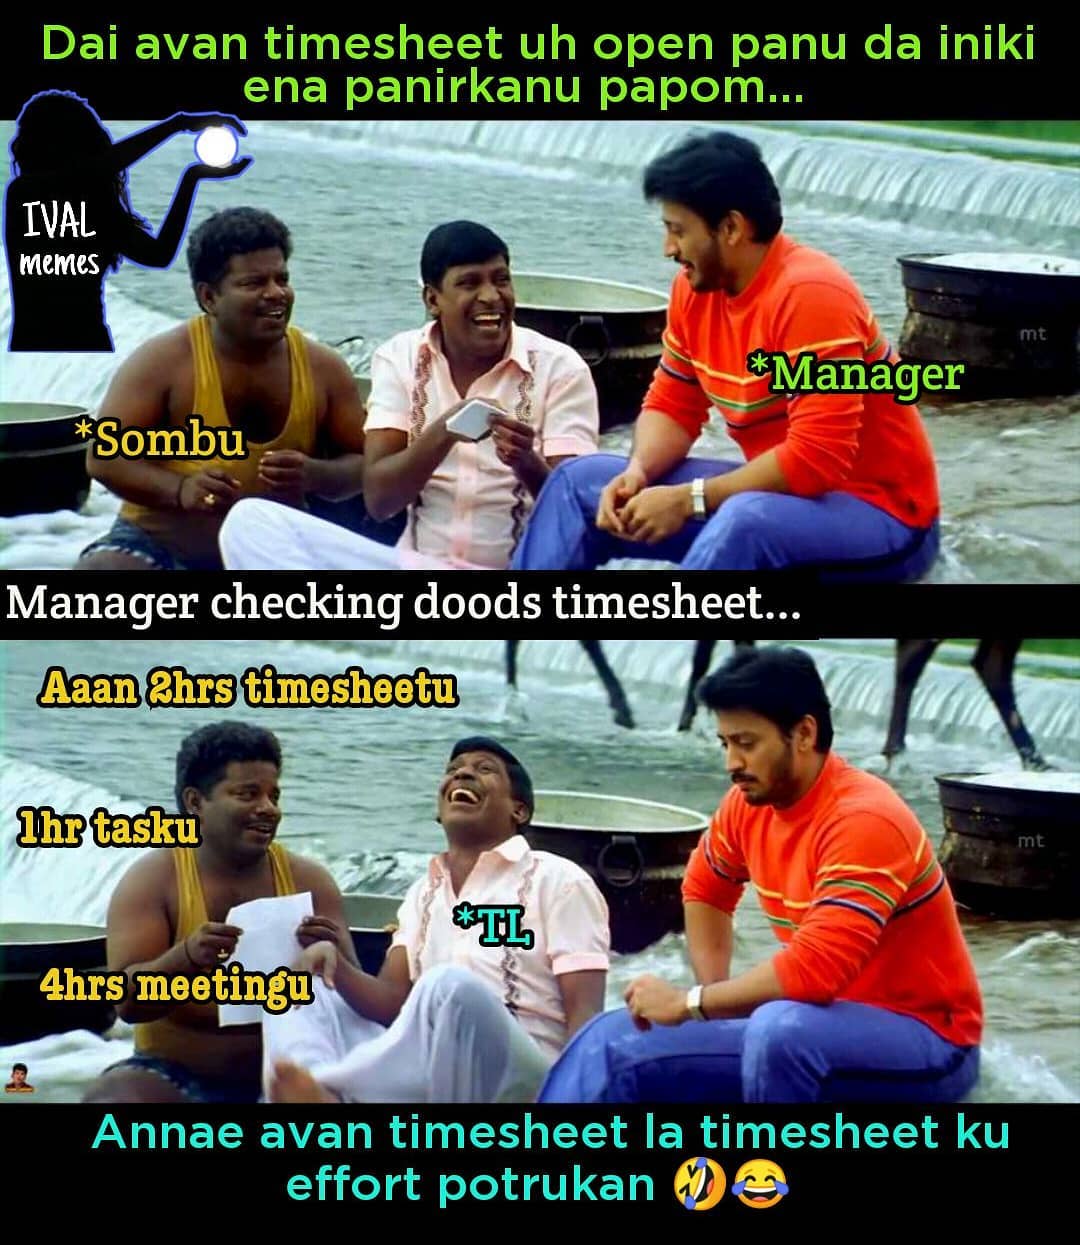 Dai avan timesheet uh open panu da iniki
ena panirkanu papom...
IVAL
memes
mt
*Manager
*Sombu
Manager checking doods timesheet...
Aaan 2hrs timesheetu
1hr tasku
mt
*TL
4hrs meetingu
Annae avan timesheet la timesheet ku
effort potrukan 🤣😂